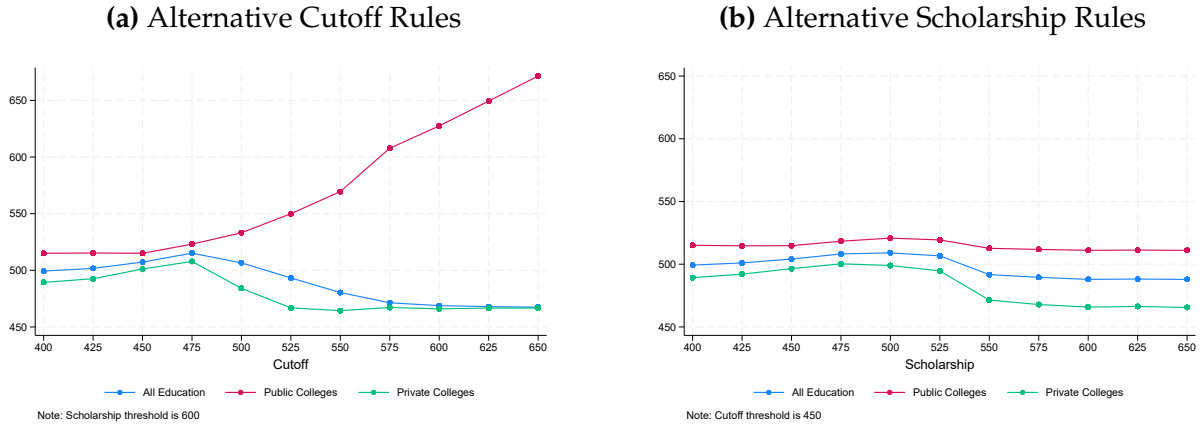 (a) Alternative Cutoff Rules
650
600
550
500
450
400 425 450 475 500 525 550 575 600 625 650
Cutoff
All Education Public Colleges Private Colleges
Note: Scholarship threshold is 600
(b) Alternative Scholarship Rules
650
600
550
500
450
400 425 450 475 500 525 550 575 600 625 650
Scholarship
All Education Public Colleges Private Colleges
Note: Cutoff threshold is 450